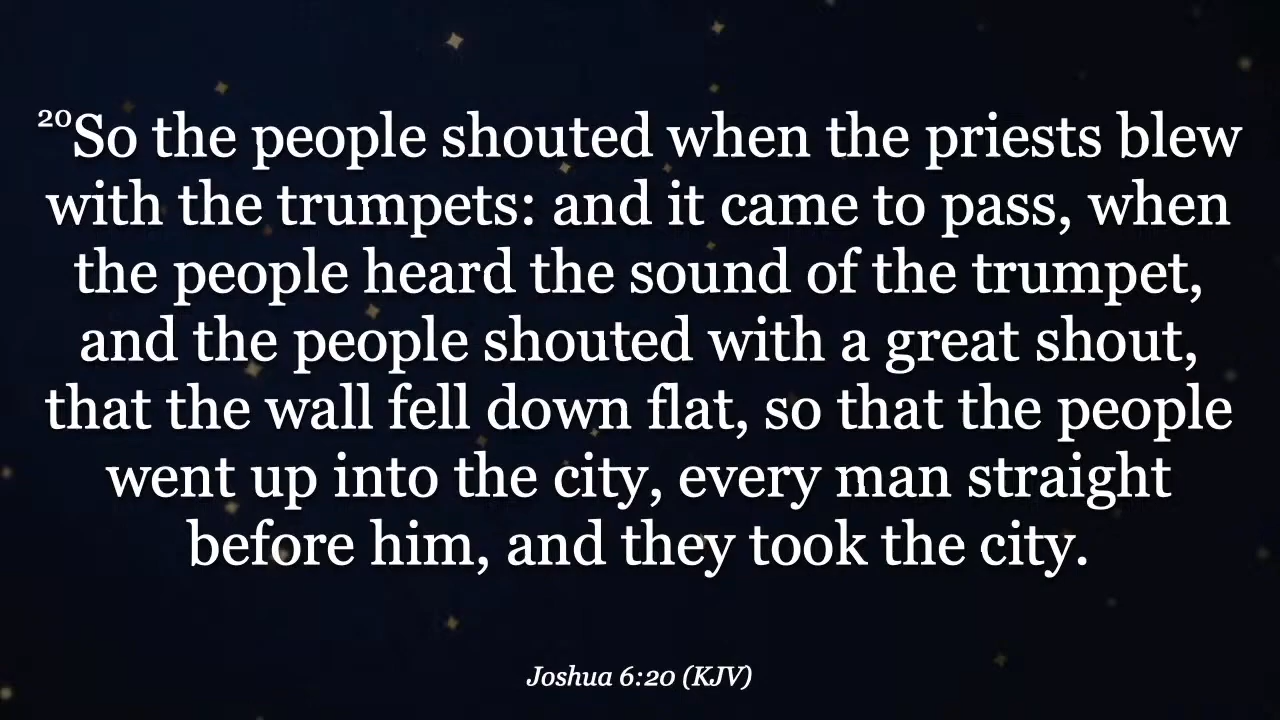 20So the people shouted when the priests blew
with the trumpets: and it came to pass, when
the people heard the sound of the trumpet,
and the people shouted with a great shout,
that the wall fell down flat, so that the people
went up into the city, every man straight
before him, and they took the city.
Joshua 6:20 (KJV)